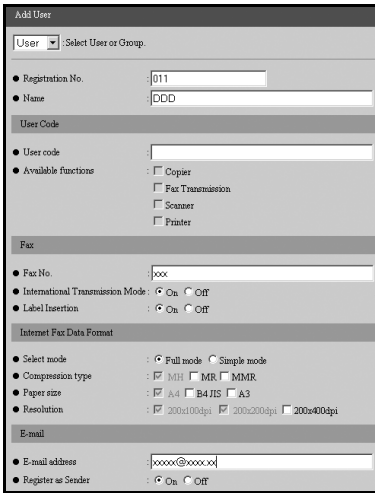 Add User
User :Select User or Group.
● Registration No. :011
● Name :DDD
User Code
● User code :
● Available functions : Copier
Fax Transmission
Scanner
Printer
Fax
● Fax No. :xxx
● International Transmission Mode : On Off
● Label Insertion : On Off
Internet Fax Data Format
● Select mode : Full mode Simple mode
● Compression type : MH MR MMR
● Paper size : A4 B4 JIS A3
● Resolution : 200x100dpi 200x200dpi 200x400dpi
E-mail
● E-mail address :xxxxx@xxxx.xx
● Register as Sender : On Off